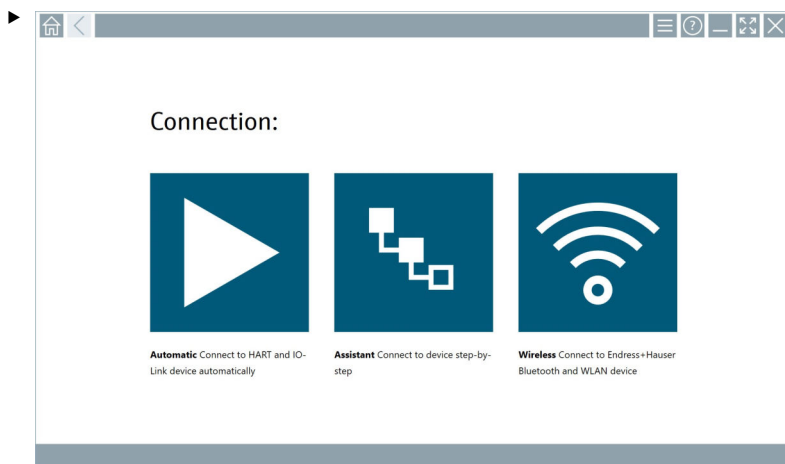 Connection:
Automatic Connect to HART and IO-
Link device automatically
Assistant Connect to device step-by-
step
Wireless Connect to Endress+Hauser
Bluetooth and WLAN device